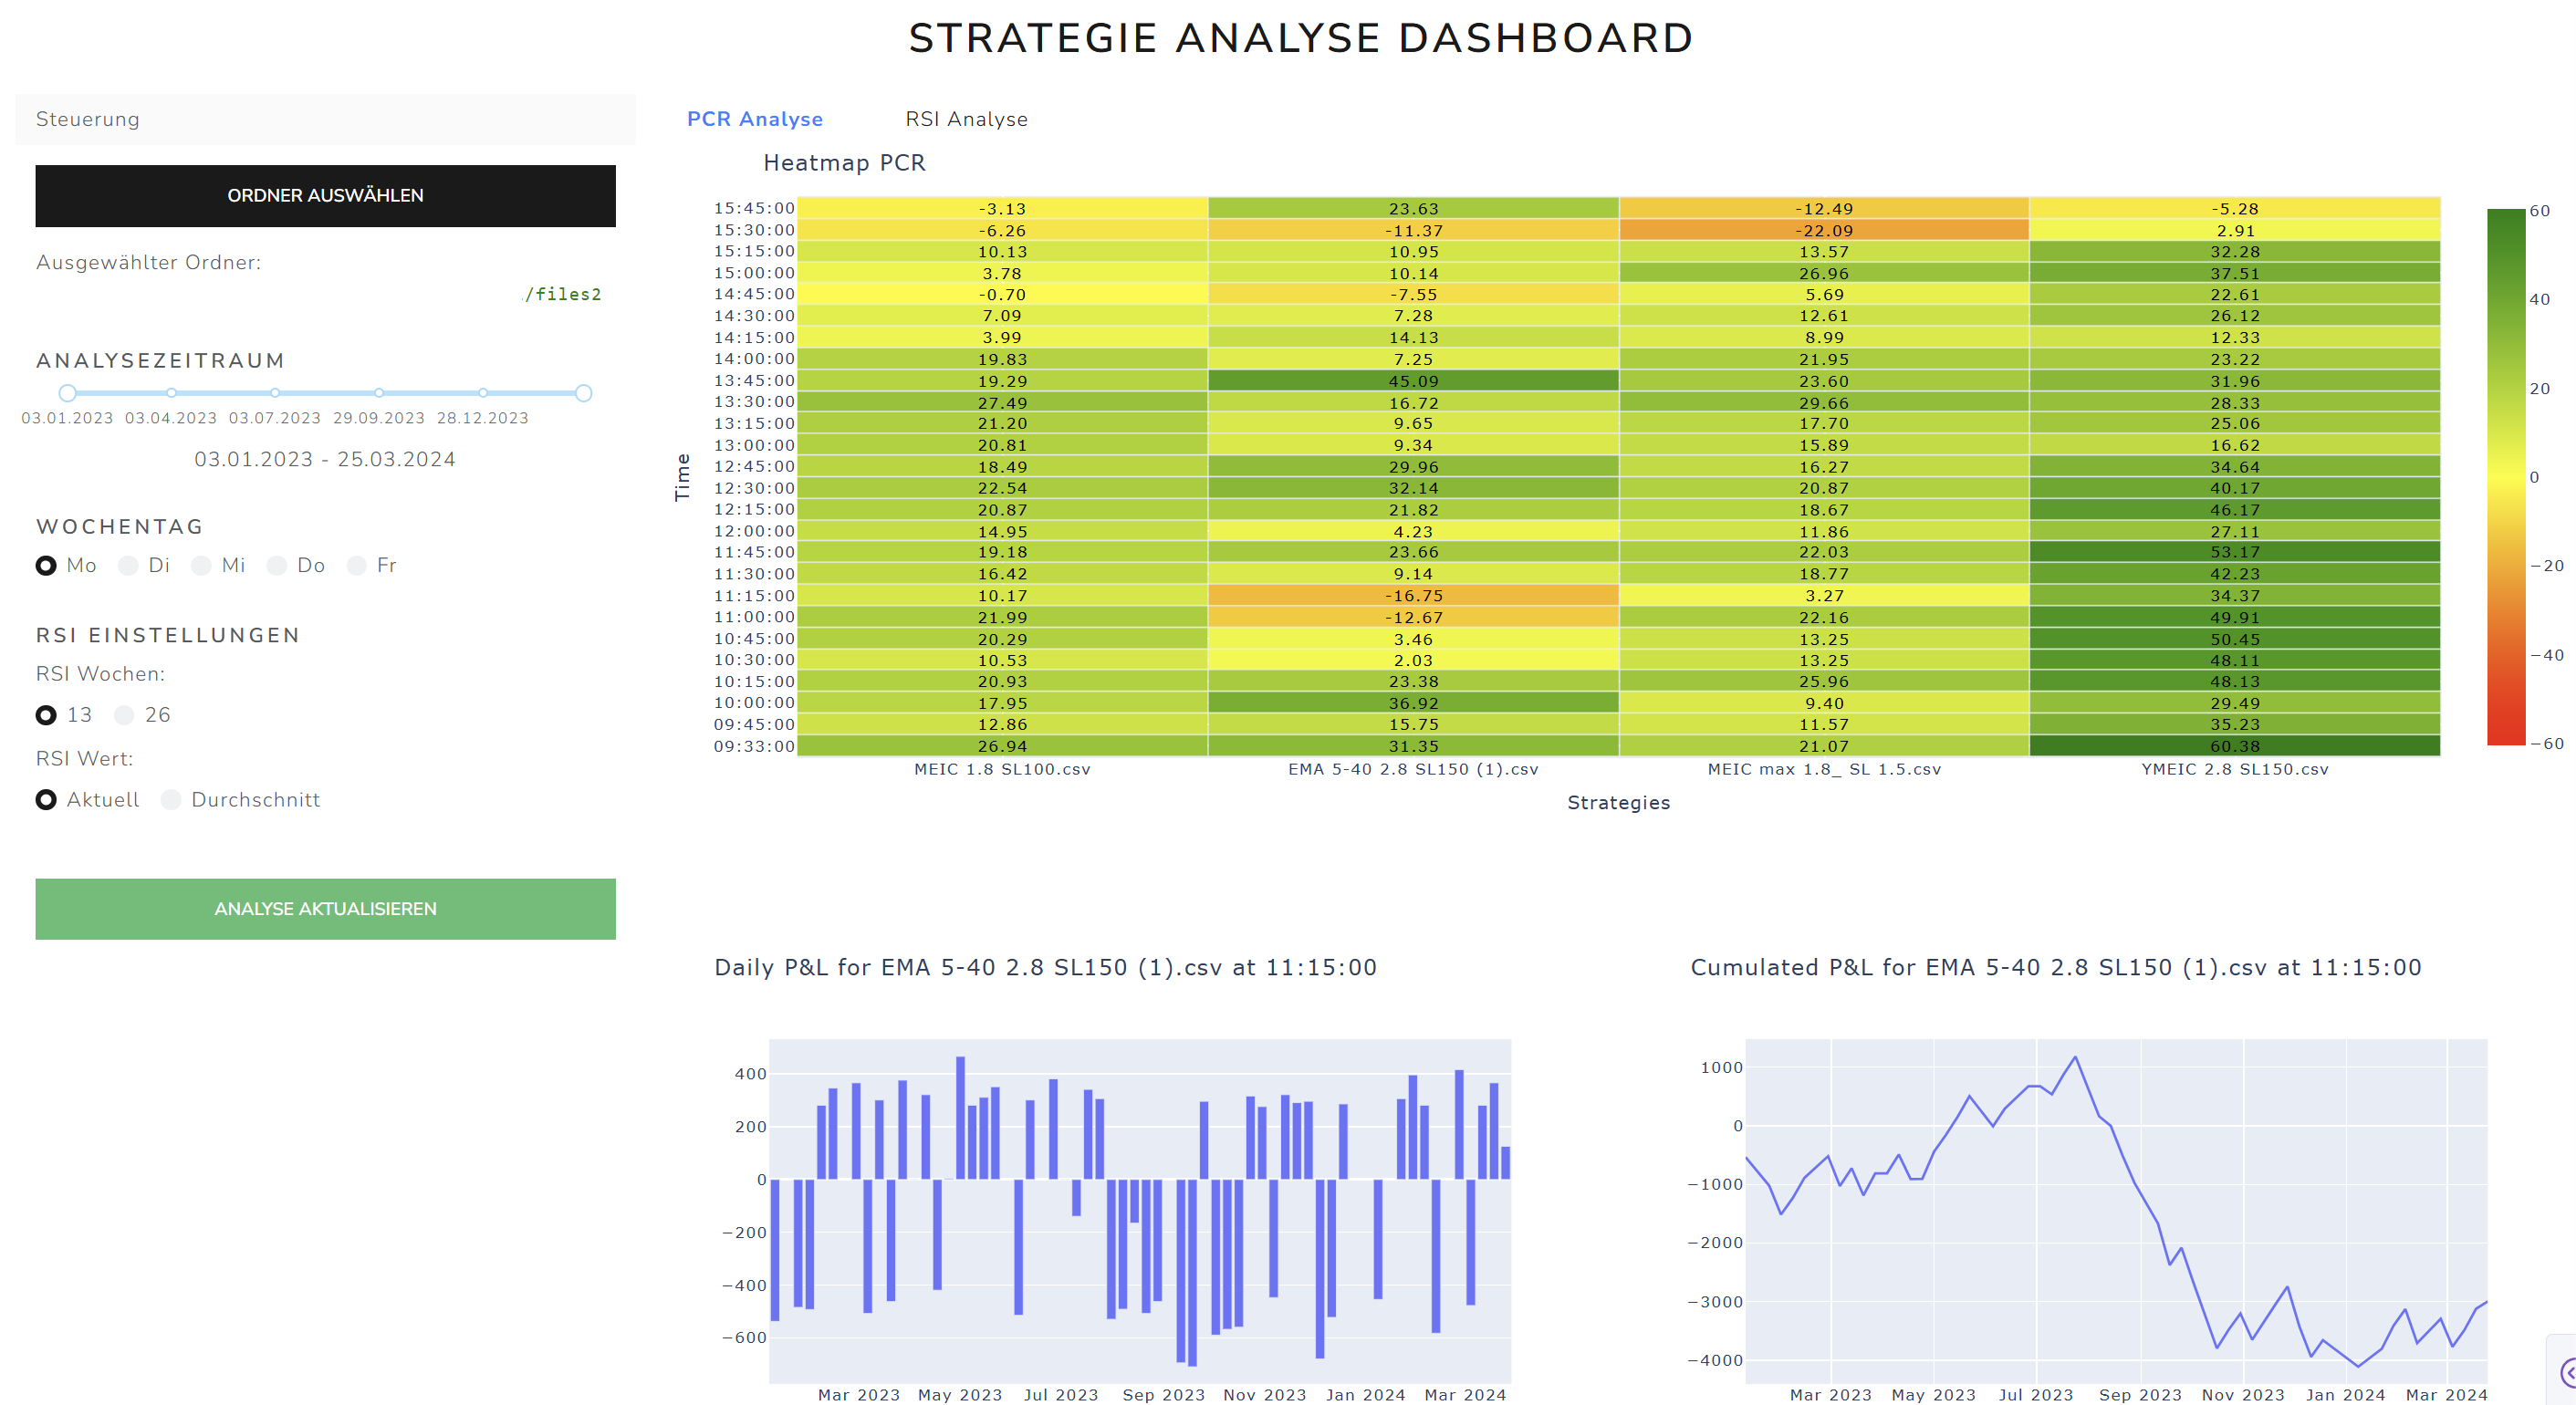 STRATEGIE ANALYSE DASHBOARD
Steuerung
ORDNER AUSWÄHLEN
Ausgewählter Ordner:
./files2
ANALYSEZEITRAUM
03.01.2023 03.04.2023 03.07.2023 29.09.2023 28.12.2023
03.01.2023 - 25.03.2024
WOCHENTAG
Mo Di Mi Do Fr
RSI EINSTELLUNGEN
RSI Wochen:
13 26
RSI Wert:
Aktuell Durchschnitt
ANALYSE AKTUALISIEREN
PCR Analyse RSI Analyse
Heatmap PCR
Time
15:45:00 -3.13 23.63 -12.49 -5.28
15:30:00 -6.26 -11.37 -22.09 2.91
15:15:00 10.13 10.95 13.57 32.28
15:00:00 3.78 10.14 26.96 37.51
14:45:00 -0.70 -7.55 5.69 22.61
14:30:00 7.09 7.28 12.61 26.12
14:15:00 3.99 14.13 8.99 12.33
14:00:00 19.83 7.25 21.95 23.22
13:45:00 19.29 45.09 23.60 31.96
13:30:00 27.49 16.72 29.66 28.33
13:15:00 21.20 9.65 17.70 25.06
13:00:00 20.81 9.34 15.89 16.62
12:45:00 18.49 29.96 16.27 34.64
12:30:00 22.54 32.14 20.87 40.17
12:15:00 20.87 21.82 18.67 46.17
12:00:00 14.95 4.23 11.86 27.11
11:45:00 19.18 23.66 22.03 53.17
11:30:00 16.42 9.14 18.77 42.23
11:15:00 10.17 -16.75 3.27 34.37
11:00:00 21.99 -12.67 22.16 49.91
10:45:00 20.29 3.46 13.25 50.45
10:30:00 10.53 2.03 13.25 48.11
10:15:00 20.93 23.38 25.96 48.13
10:00:00 17.95 36.92 9.40 29.49
09:45:00 12.86 15.75 11.57 35.23
09:33:00 26.94 31.35 21.07 60.38
MEIC 1.8 SL100.csv EMA 5-40 2.8 SL150 (1).csv MEIC max 1.8_ SL 1.5.csv YMEIC 2.8 SL150.csv
Strategies
60
40
20
0
−20
−40
−60
Daily P&L for EMA 5-40 2.8 SL150 (1).csv at 11:15:00
400
200
0
−200
−400
−600
Mar 2023 May 2023 Jul 2023 Sep 2023 Nov 2023 Jan 2024 Mar 2024
Cumulated P&L for EMA 5-40 2.8 SL150 (1).csv at 11:15:00
1000
0
−1000
−2000
−3000
−4000
Mar 2023 May 2023 Jul 2023 Sep 2023 Nov 2023 Jan 2024 Mar 2024